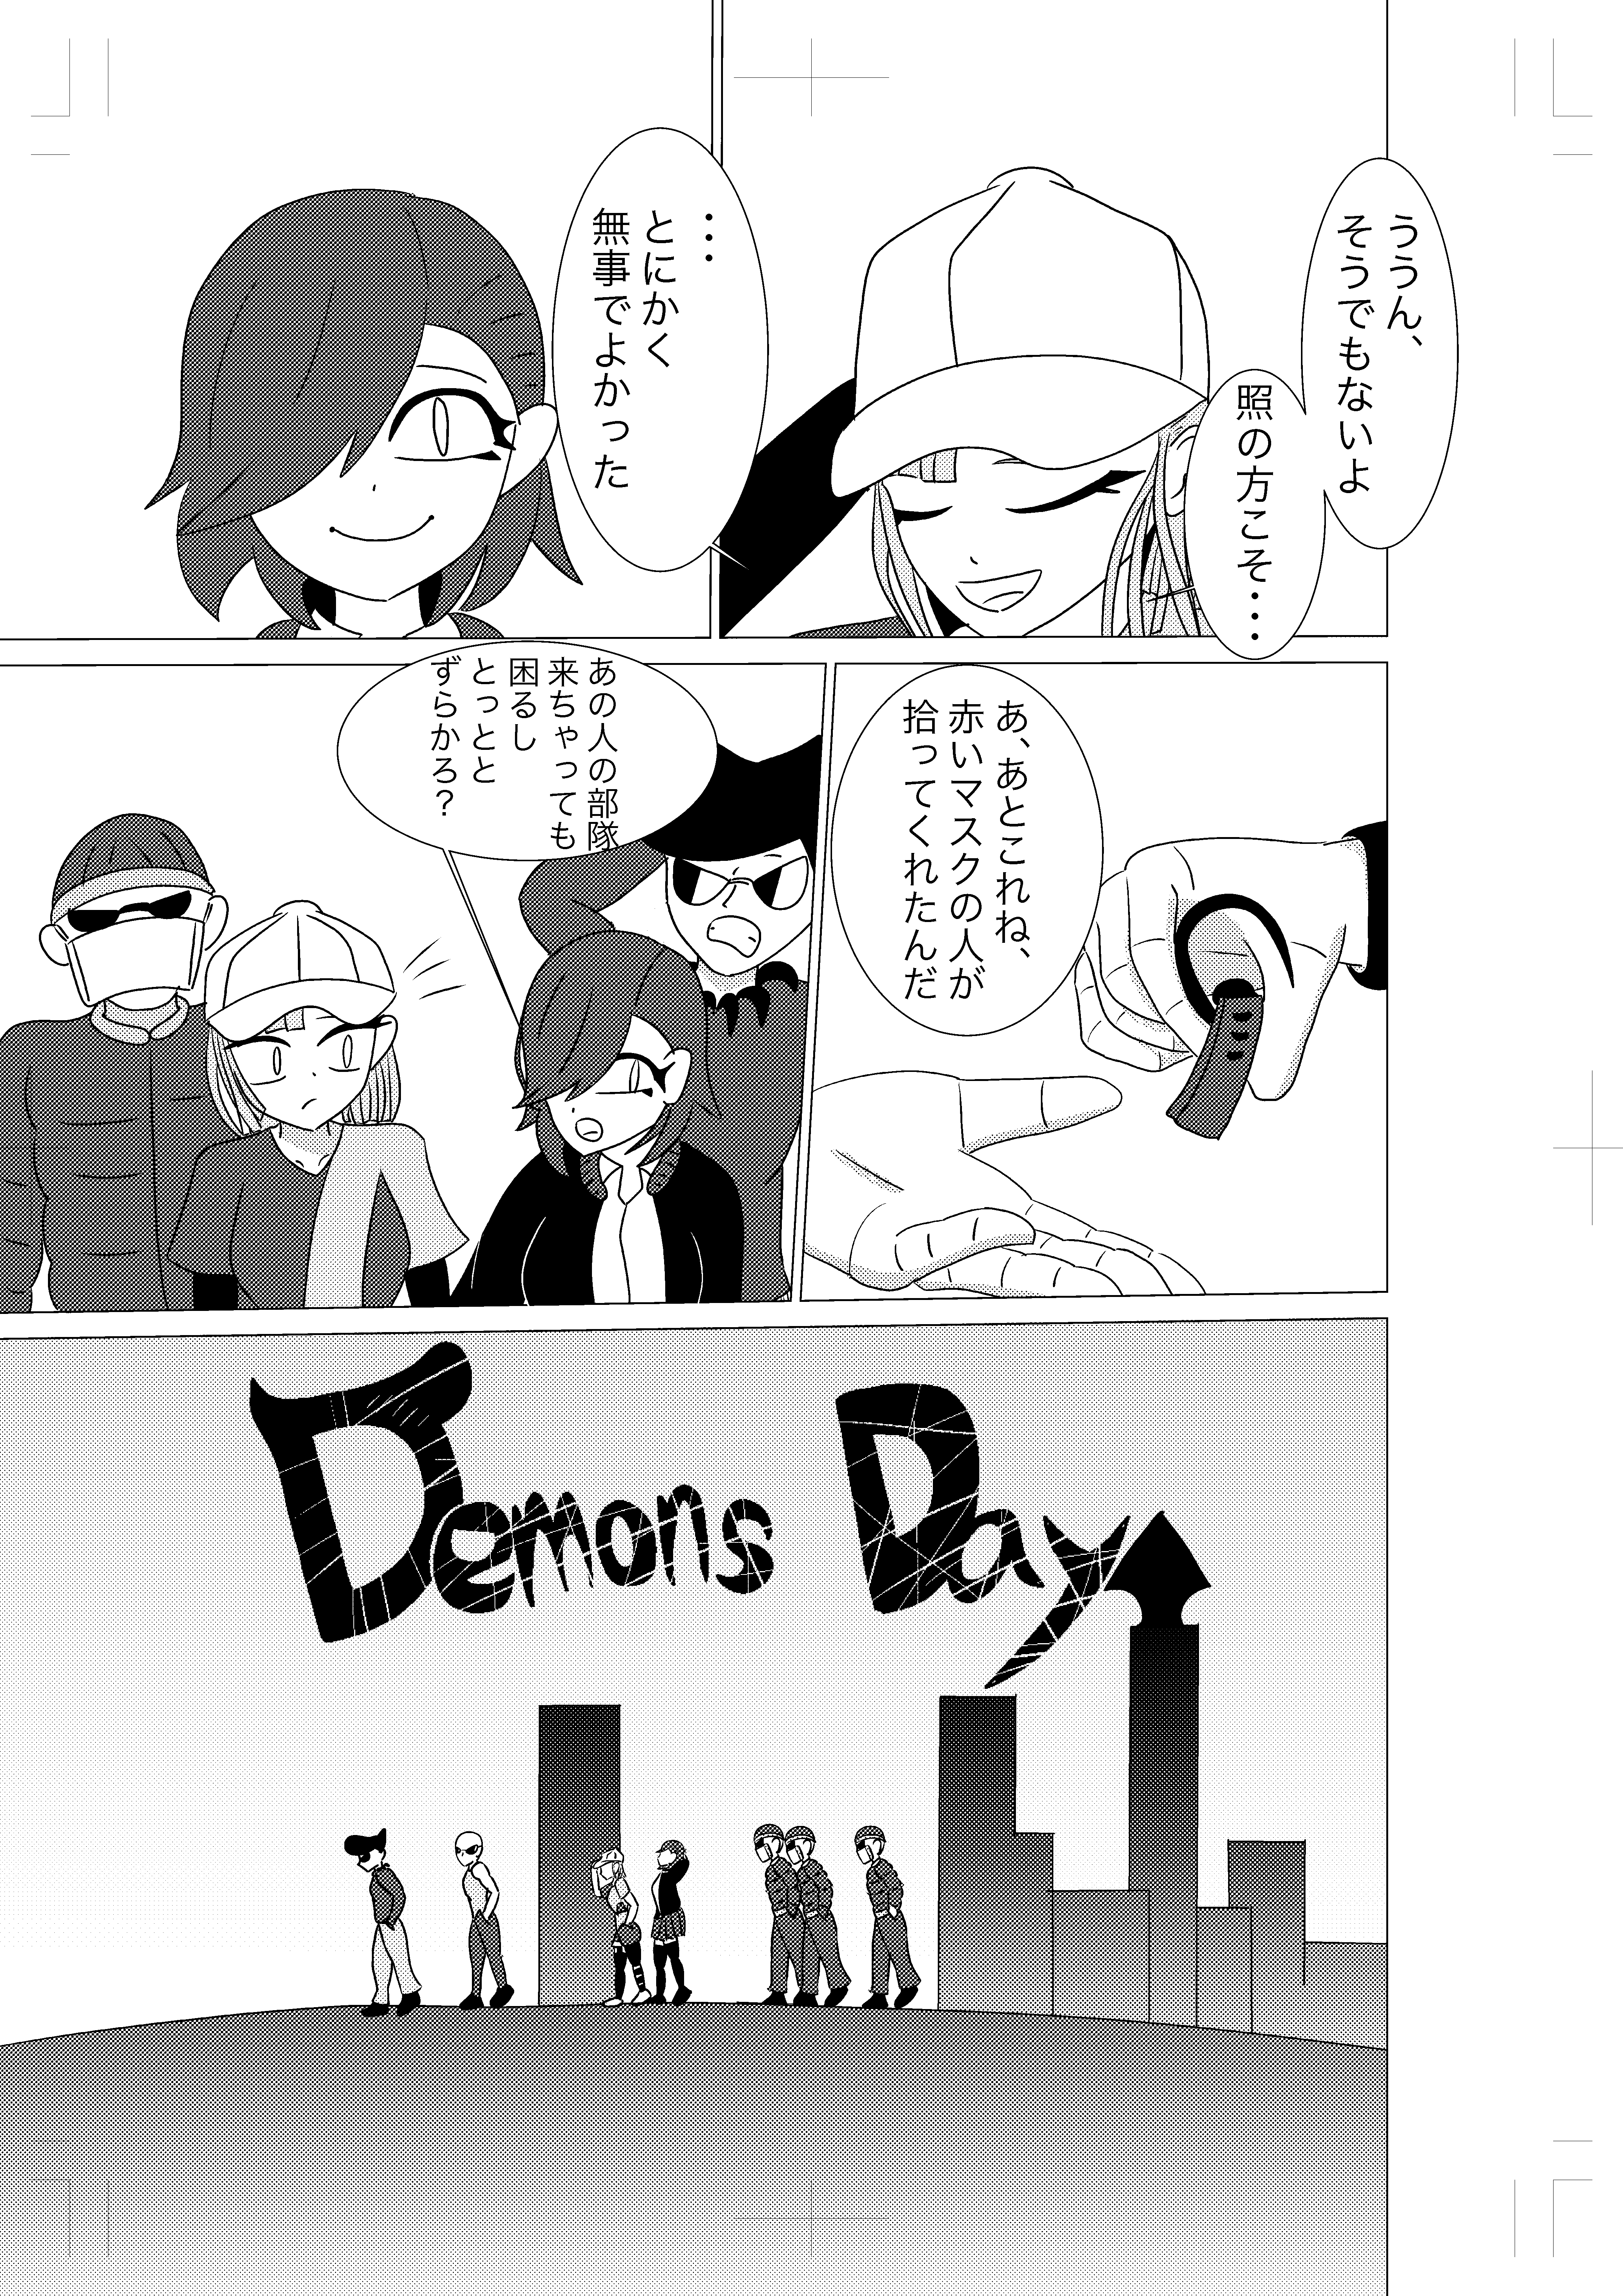 ううん、
そうでもないよ
照の方こそ・・・
・・・
とにかく
無事でよかった
あ、あとこれね、
赤いマスクの人が
拾ってくれたんだ
あの人の部隊
来ちゃっても
困るし
とっとと
ずらかろ？
Demons Day